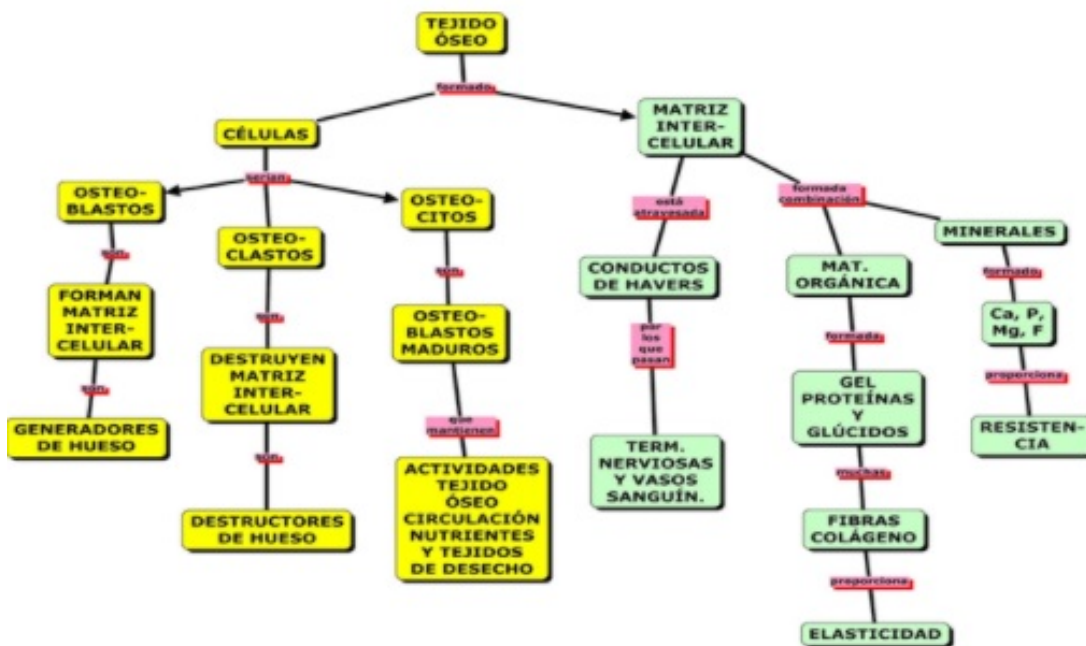 TEJIDO
ÓSEO
formado
CÉLULAS
MATRIZ
INTER-
CELULAR
serían
OSTEO-
BLASTOS
OSTEO-
CLASTOS
OSTEO-
CITOS
son
FORMAN
MATRIZ
INTER-
CELULAR
son
GENERADORES
DE HUESO
son
DESTRUYEN
MATRIZ
INTER-
CELULAR
son
DESTRUCTORES
DE HUESO
son
OSTEO-
BLASTOS
MADUROS
que
mantienen
ACTIVIDADES
TEJIDO
ÓSEO
CIRCULACIÓN
NUTRIENTES
Y TEJIDOS
DE DESECHO
está
atravesada
CONDUCTOS
DE HAVERS
por
los
que
pasan
TERM.
NERVIOSAS
Y VASOS
SANGUÍN.
formada
combinación
MAT.
ORGÁNICA
formada
GEL
PROTEÍNAS
Y
GLÚCIDOS
muchas
FIBRAS
COLÁGENO
proporciona
ELASTICIDAD
MINERALES
formado
Ca, P,
Mg, F
proporciona
RESISTEN-
CIA